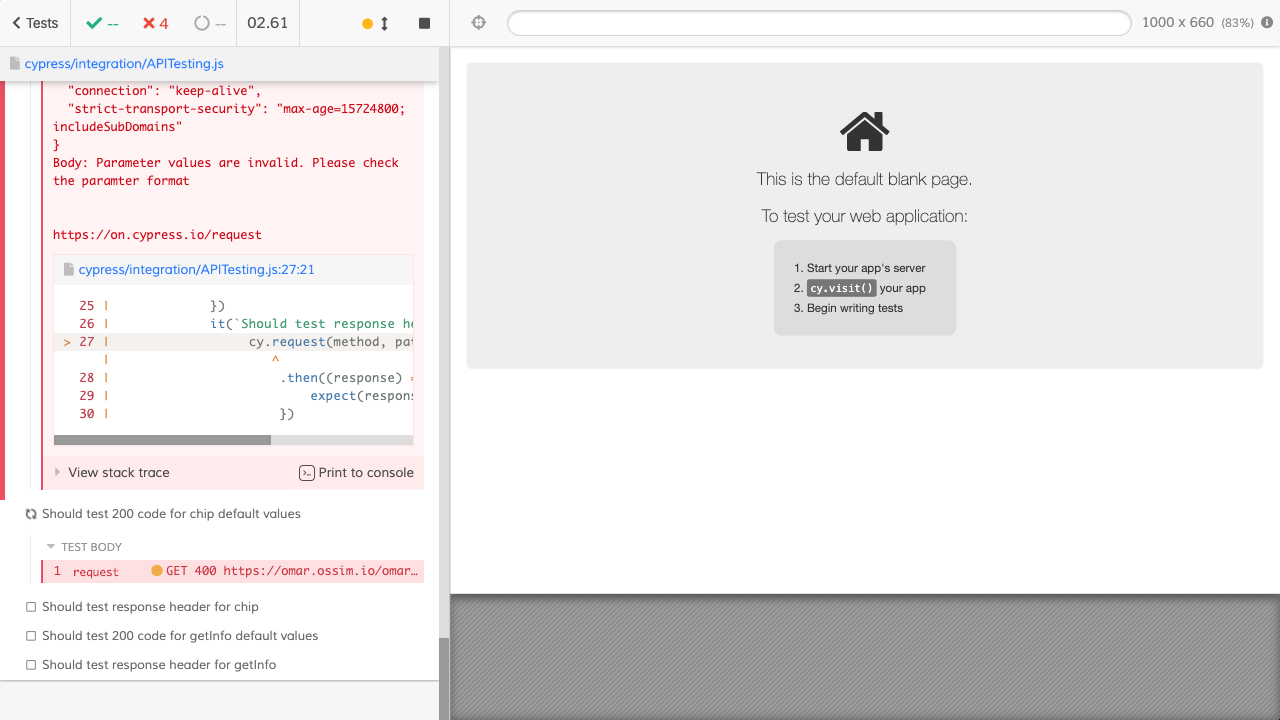 Tests
--
4
--
02.61
1000 x 660 (83%)
cypress/integration/APITesting.js
"connection": "keep-alive",
"strict-transport-security": "max-age=15724800;
includeSubDomains"
}
Body: Parameter values are invalid. Please check
the paramter format
https://on.cypress.io/request
cypress/integration/APITesting.js:27:21
25 | })
26 | it(`Should test response he
> 27 | cy.request(method, pat
| ^
28 | .then((response) =
29 | expect(respons
30 | })
View stack trace
Print to console
Should test 200 code for chip default values
TEST BODY
1 request GET 400 https://omar.ossim.io/omar…
Should test response header for chip
Should test 200 code for getInfo default values
Should test response header for getInfo
This is the default blank page.
To test your web application:
1. Start your app's server
2. cy.visit() your app
3. Begin writing tests